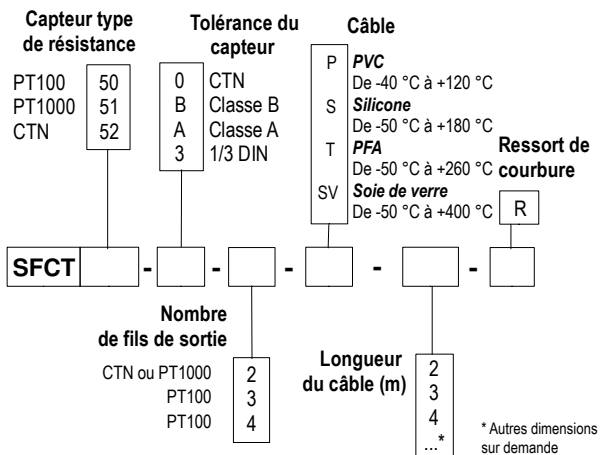 Capteur type
de résistance
PT100 50
PT1000 51
CTN 52
Tolérance du
capteur
0 CTN
B Classe B
A Classe A
3 1/3 DIN
Câble
P PVC
De -40 °C à +120 °C
S Silicone
De -50 °C à +180 °C
T PFA
De -50 °C à +260 °C
SV Soie de verre
De -50 °C à +400 °C
Ressort de
courbure
R
SFCT - - - - -
Nombre
de fils de sortie
CTN ou PT1000 2
PT100 3
PT100 4
Longueur
du câble (m)
2
3
4
...*
* Autres dimensions
sur demande